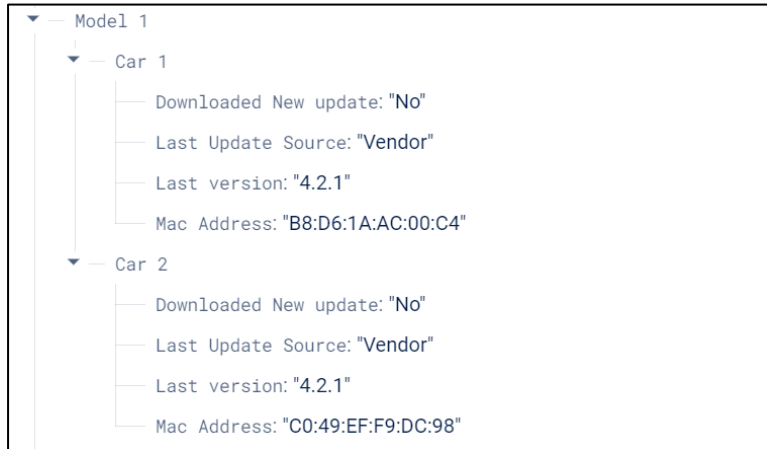 Model 1
Car 1
Downloaded New update: "No"
Last Update Source: "Vendor"
Last version: "4.2.1"
Mac Address: "B8:D6:1A:AC:00:C4"
Car 2
Downloaded New update: "No"
Last Update Source: "Vendor"
Last version: "4.2.1"
Mac Address: "C0:49:EF:F9:DC:98"